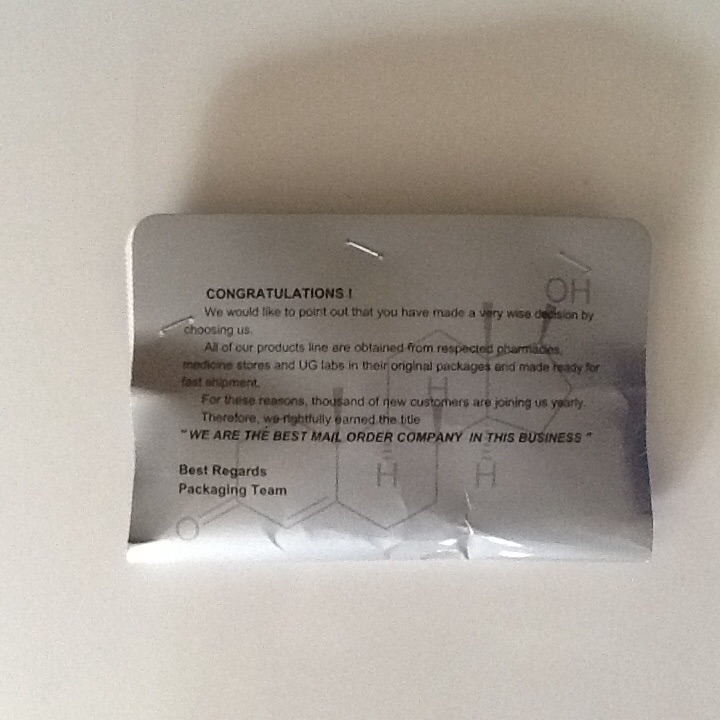 CONGRATULATIONS !
We would like to point out that you have made a very wise decision by
choosing us.
All of our products line are obtained from respected pharmacies,
medicine stores and UG labs in their original packages and made ready for
fast shipment.
For these reasons, thousand of new customers are joining us yearly.
Therefore, we rightfully earned the title
"WE ARE THE BEST MAIL ORDER COMPANY IN THIS BUSINESS "
Best Regards
Packaging Team
OH
H
H
H
O